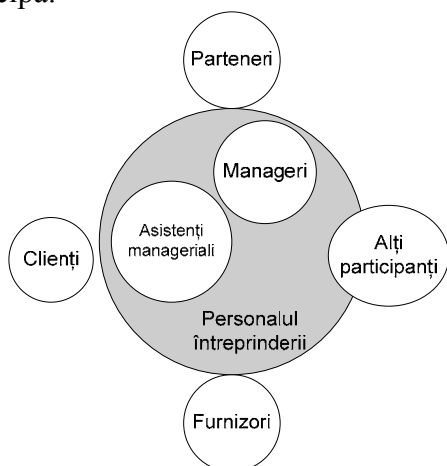 Parteneri
Manageri
Asistenți
manageriali
Clienți
Alți
participanți
Personalul
întreprinderii
Furnizori